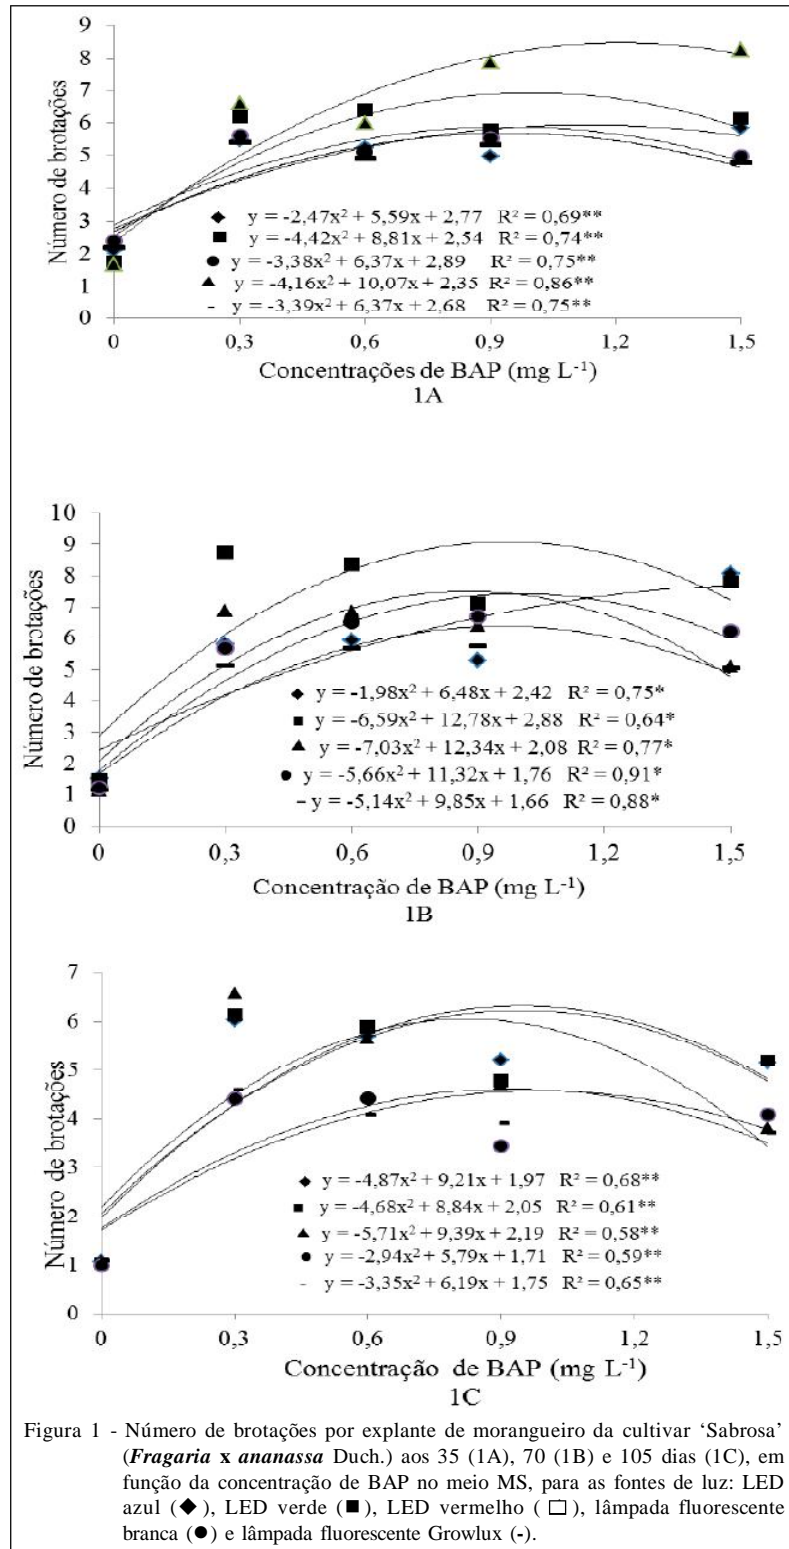 9
8
7
6
5
4
3
2
1
0
Número de brotações
◆ y = -2,47x² + 5,59x + 2,77 R² = 0,69**
■ y = -4,42x² + 8,81x + 2,54 R² = 0,74**
● y = -3,38x² + 6,37x + 2,89 R² = 0,75**
▲ y = -4,16x² + 10,07x + 2,35 R² = 0,86**
- y = -3,39x² + 6,37x + 2,68 R² = 0,75**
0 0,3 0,6 0,9 1,2 1,5
Concentrações de BAP (mg L⁻¹)
1A
10
9
8
7
6
5
4
3
2
1
0
Número de brotações
◆ y = -1,98x² + 6,48x + 2,42 R² = 0,75*
■ y = -6,59x² + 12,78x + 2,88 R² = 0,64*
▲ y = -7,03x² + 12,34x + 2,08 R² = 0,77*
● y = -5,66x² + 11,32x + 1,76 R² = 0,91*
- y = -5,14x² + 9,85x + 1,66 R² = 0,88*
0 0,3 0,6 0,9 1,2 1,5
Concentração de BAP (mg L⁻¹)
1B
7
6
5
4
3
2
1
0
Número de brotações
◆ y = -4,87x² + 9,21x + 1,97 R² = 0,68**
■ y = -4,68x² + 8,84x + 2,05 R² = 0,61**
▲ y = -5,71x² + 9,39x + 2,19 R² = 0,58**
● y = -2,94x² + 5,79x + 1,71 R² = 0,59**
- y = -3,35x² + 6,19x + 1,75 R² = 0,65**
0 0,3 0,6 0,9 1,2 1,5
Concentração de BAP (mg L⁻¹)
1C
Figura 1 - Número de brotações por explante de morangueiro da cultivar ‘Sabrosa’
(Fragaria x ananassa Duch.) aos 35 (1A), 70 (1B) e 105 dias (1C), em
função da concentração de BAP no meio MS, para as fontes de luz: LED
azul (◆), LED verde (■), LED vermelho (□), lâmpada fluorescente
branca (●) e lâmpada fluorescente Growlux (-).